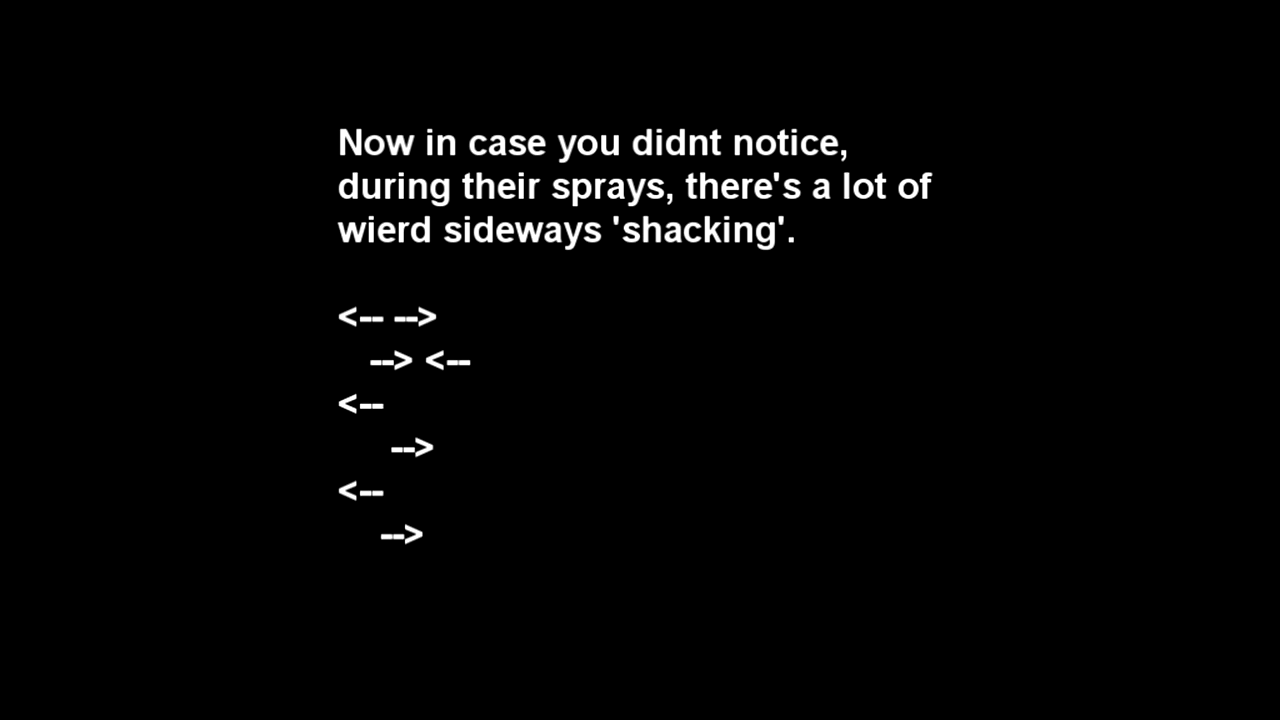 Now in case you didnt notice,
during their sprays, there's a lot of
wierd sideways 'shacking'.
<-- -->
--> <--
<--
-->
<--
-->